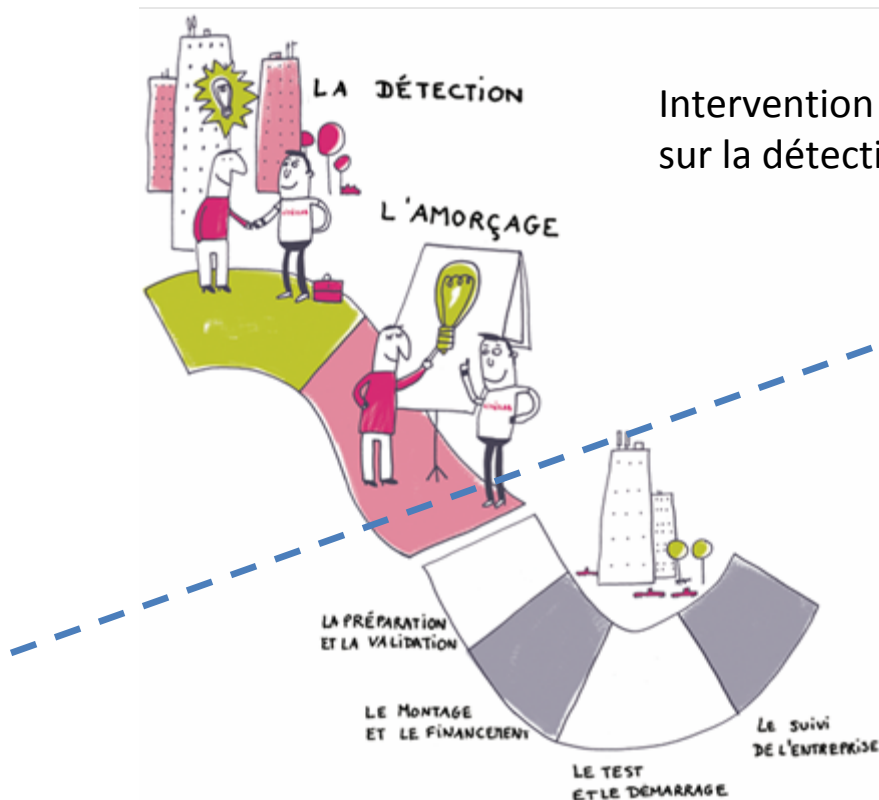 LA DÉTECTION
Intervention
sur la détecti
L'AMORÇAGE
LA PRÉPARATION
ET LA VALIDATION
LE MONTAGE
ET LE FINANCEMENT
LE TEST
ET LE DÉMARRAGE
LE SUIVI
DE L'ENTREPRISE